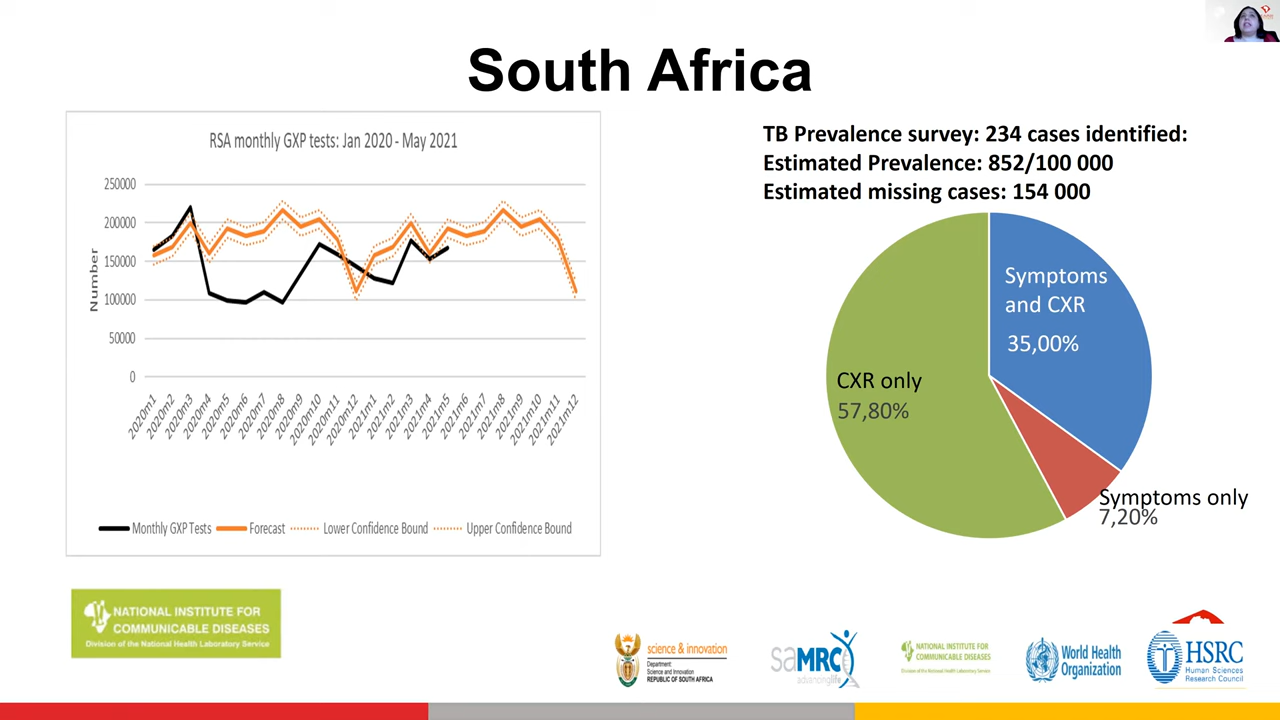 South Africa
RSA monthly GXP tests: Jan 2020 - May 2021
250000
200000
150000
100000
50000
0
Number
2020m1
2020m2
2020m3
2020m4
2020m5
2020m6
2020m7
2020m8
2020m9
2020m10
2020m11
2020m12
2021m1
2021m2
2021m3
2021m4
2021m5
2021m6
2021m7
2021m8
2021m9
2021m10
2021m11
2021m12
Monthly GXP Tests Forecast Lower Confidence Bound Upper Confidence Bound
TB Prevalence survey: 234 cases identified:
Estimated Prevalence: 852/100 000
Estimated missing cases: 154 000
Symptoms
and CXR
35,00%
CXR only
57,80%
Symptoms only
7,20%
NATIONAL INSTITUTE FOR
COMMUNICABLE DISEASES
Division of the National Health Laboratory Service
science & innovation
Department:
Science and Innovation
REPUBLIC OF SOUTH AFRICA
saMRC
advancinglife
NATIONAL INSTITUTE FOR
COMMUNICABLE DISEASES
Division of the National Health Laboratory Service
World Health
Organization
HSRC
Human Sciences
Research Council